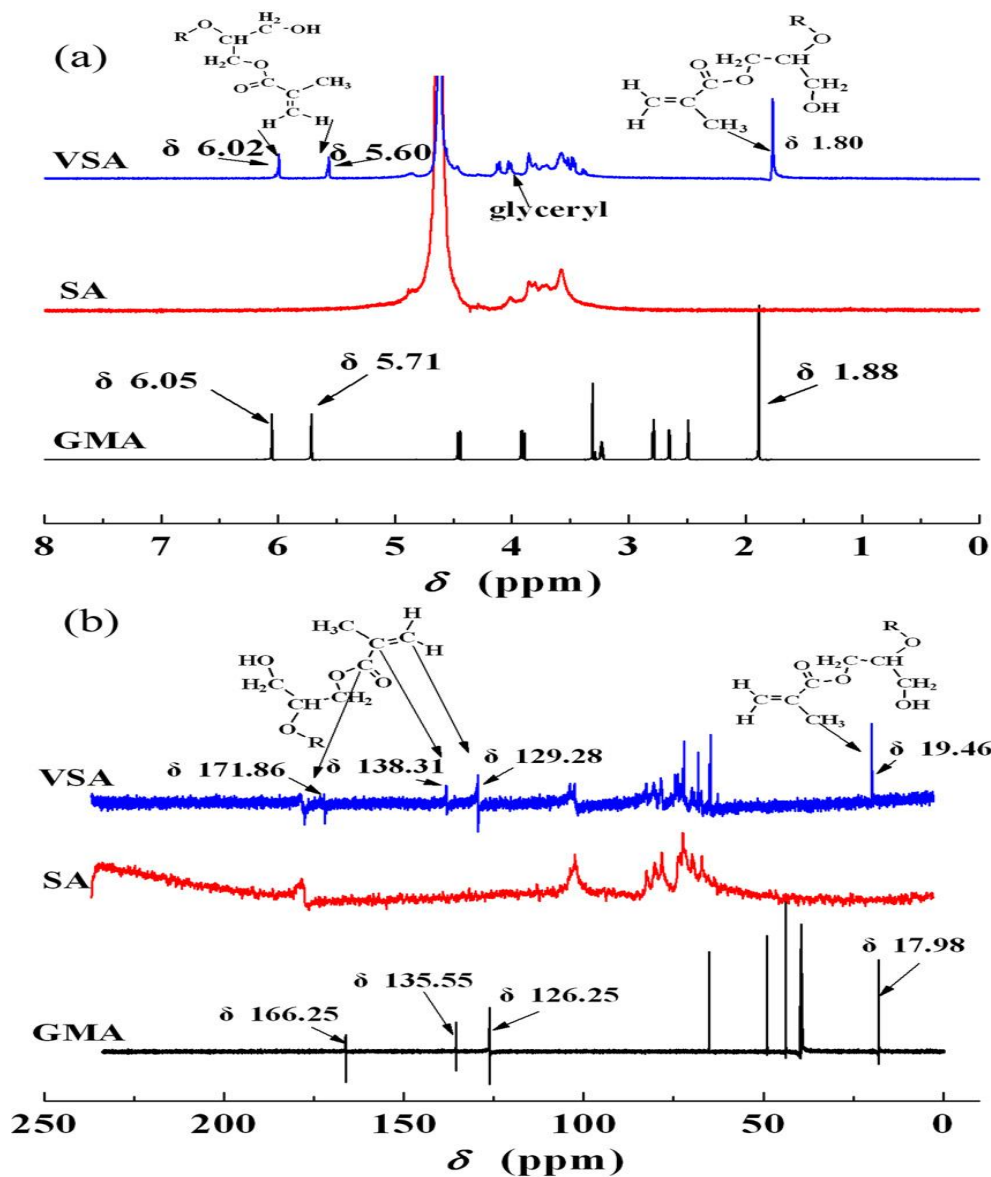 (a)
H₂
R O CH C OH
H₂C O
O CH₃
H H
R
O
O H₂C CH
H O CH₂
H CH₃ OH
VSA δ 6.02 δ 5.60 δ 1.80
glyceryl
SA
δ 6.05 δ 5.71 δ 1.88
GMA
8 7 6 5 4 3 2 1 0
δ (ppm)
(b)
H
H₃C C
C H
HO C
H₂C O O
CH CH₂
O
R
R
O
O H₂C CH
H C C O CH₂
H CH₃ OH
VSA δ 171.86 δ 138.31 δ 129.28 δ 19.46
SA
GMA δ 166.25 δ 135.55 δ 126.25 δ 17.98
250 200 150 100 50 0
δ (ppm)